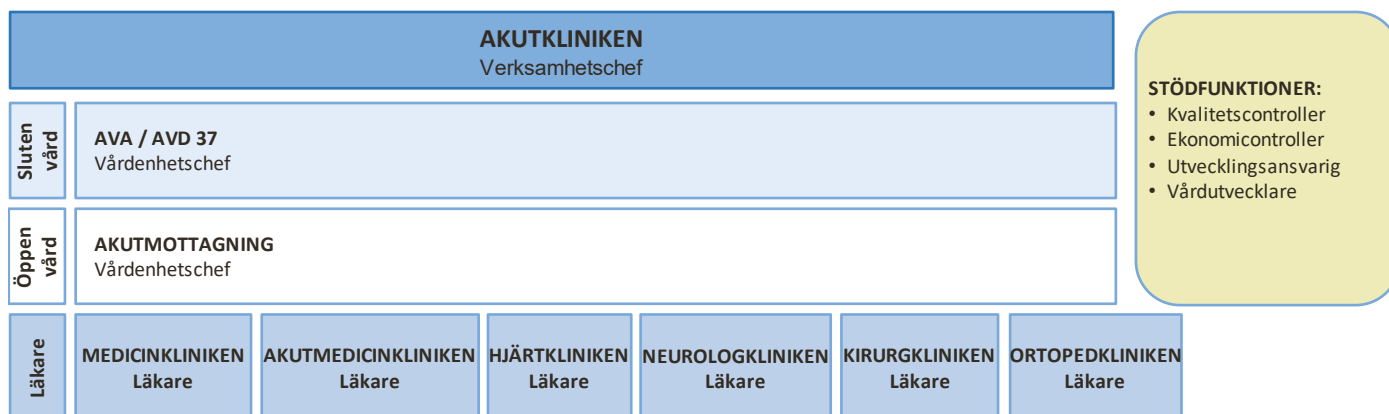 AKUTKLINIKEN
Verksamhetschef
Sluten
vård
AVA / AVD 37
Vårdenhetschef
Öppen
vård
AKUTMOTTAGNING
Vårdenhetschef
Läkare
MEDICINKLINIKEN
Läkare
AKUTMEDICINKLINIKEN
Läkare
HJÄRTKLINIKEN
Läkare
NEUROLOGKLINIKEN
Läkare
KIRURGKLINIKEN
Läkare
ORTOPEDKLINIKEN
Läkare
STÖDFUNKTIONER:
• Kvalitetscontroller
• Ekonomicontroller
• Utvecklingsansvarig
• Vårdutvecklare